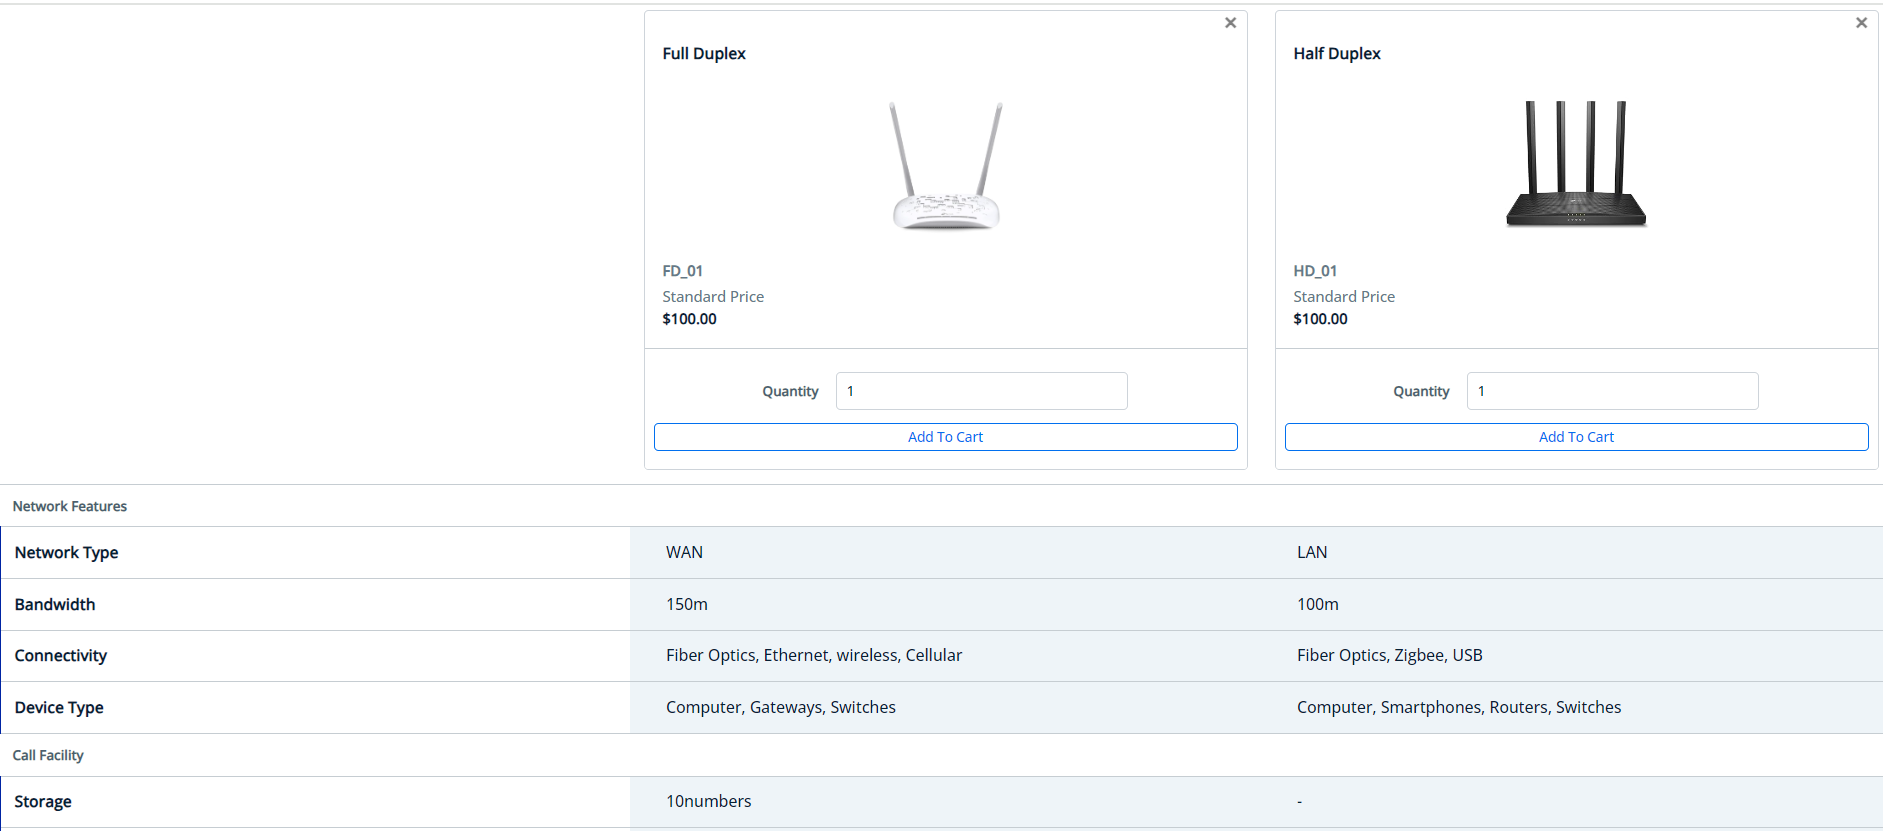 Full Duplex
FD_01
Standard Price
$100.00
Quantity 1
Add To Cart
Half Duplex
HD_01
Standard Price
$100.00
Quantity 1
Add To Cart
Network Features
Network Type WAN LAN
Bandwidth 150m 100m
Connectivity Fiber Optics, Ethernet, wireless, Cellular Fiber Optics, Zigbee, USB
Device Type Computer, Gateways, Switches Computer, Smartphones, Routers, Switches
Call Facility
Storage 10numbers -